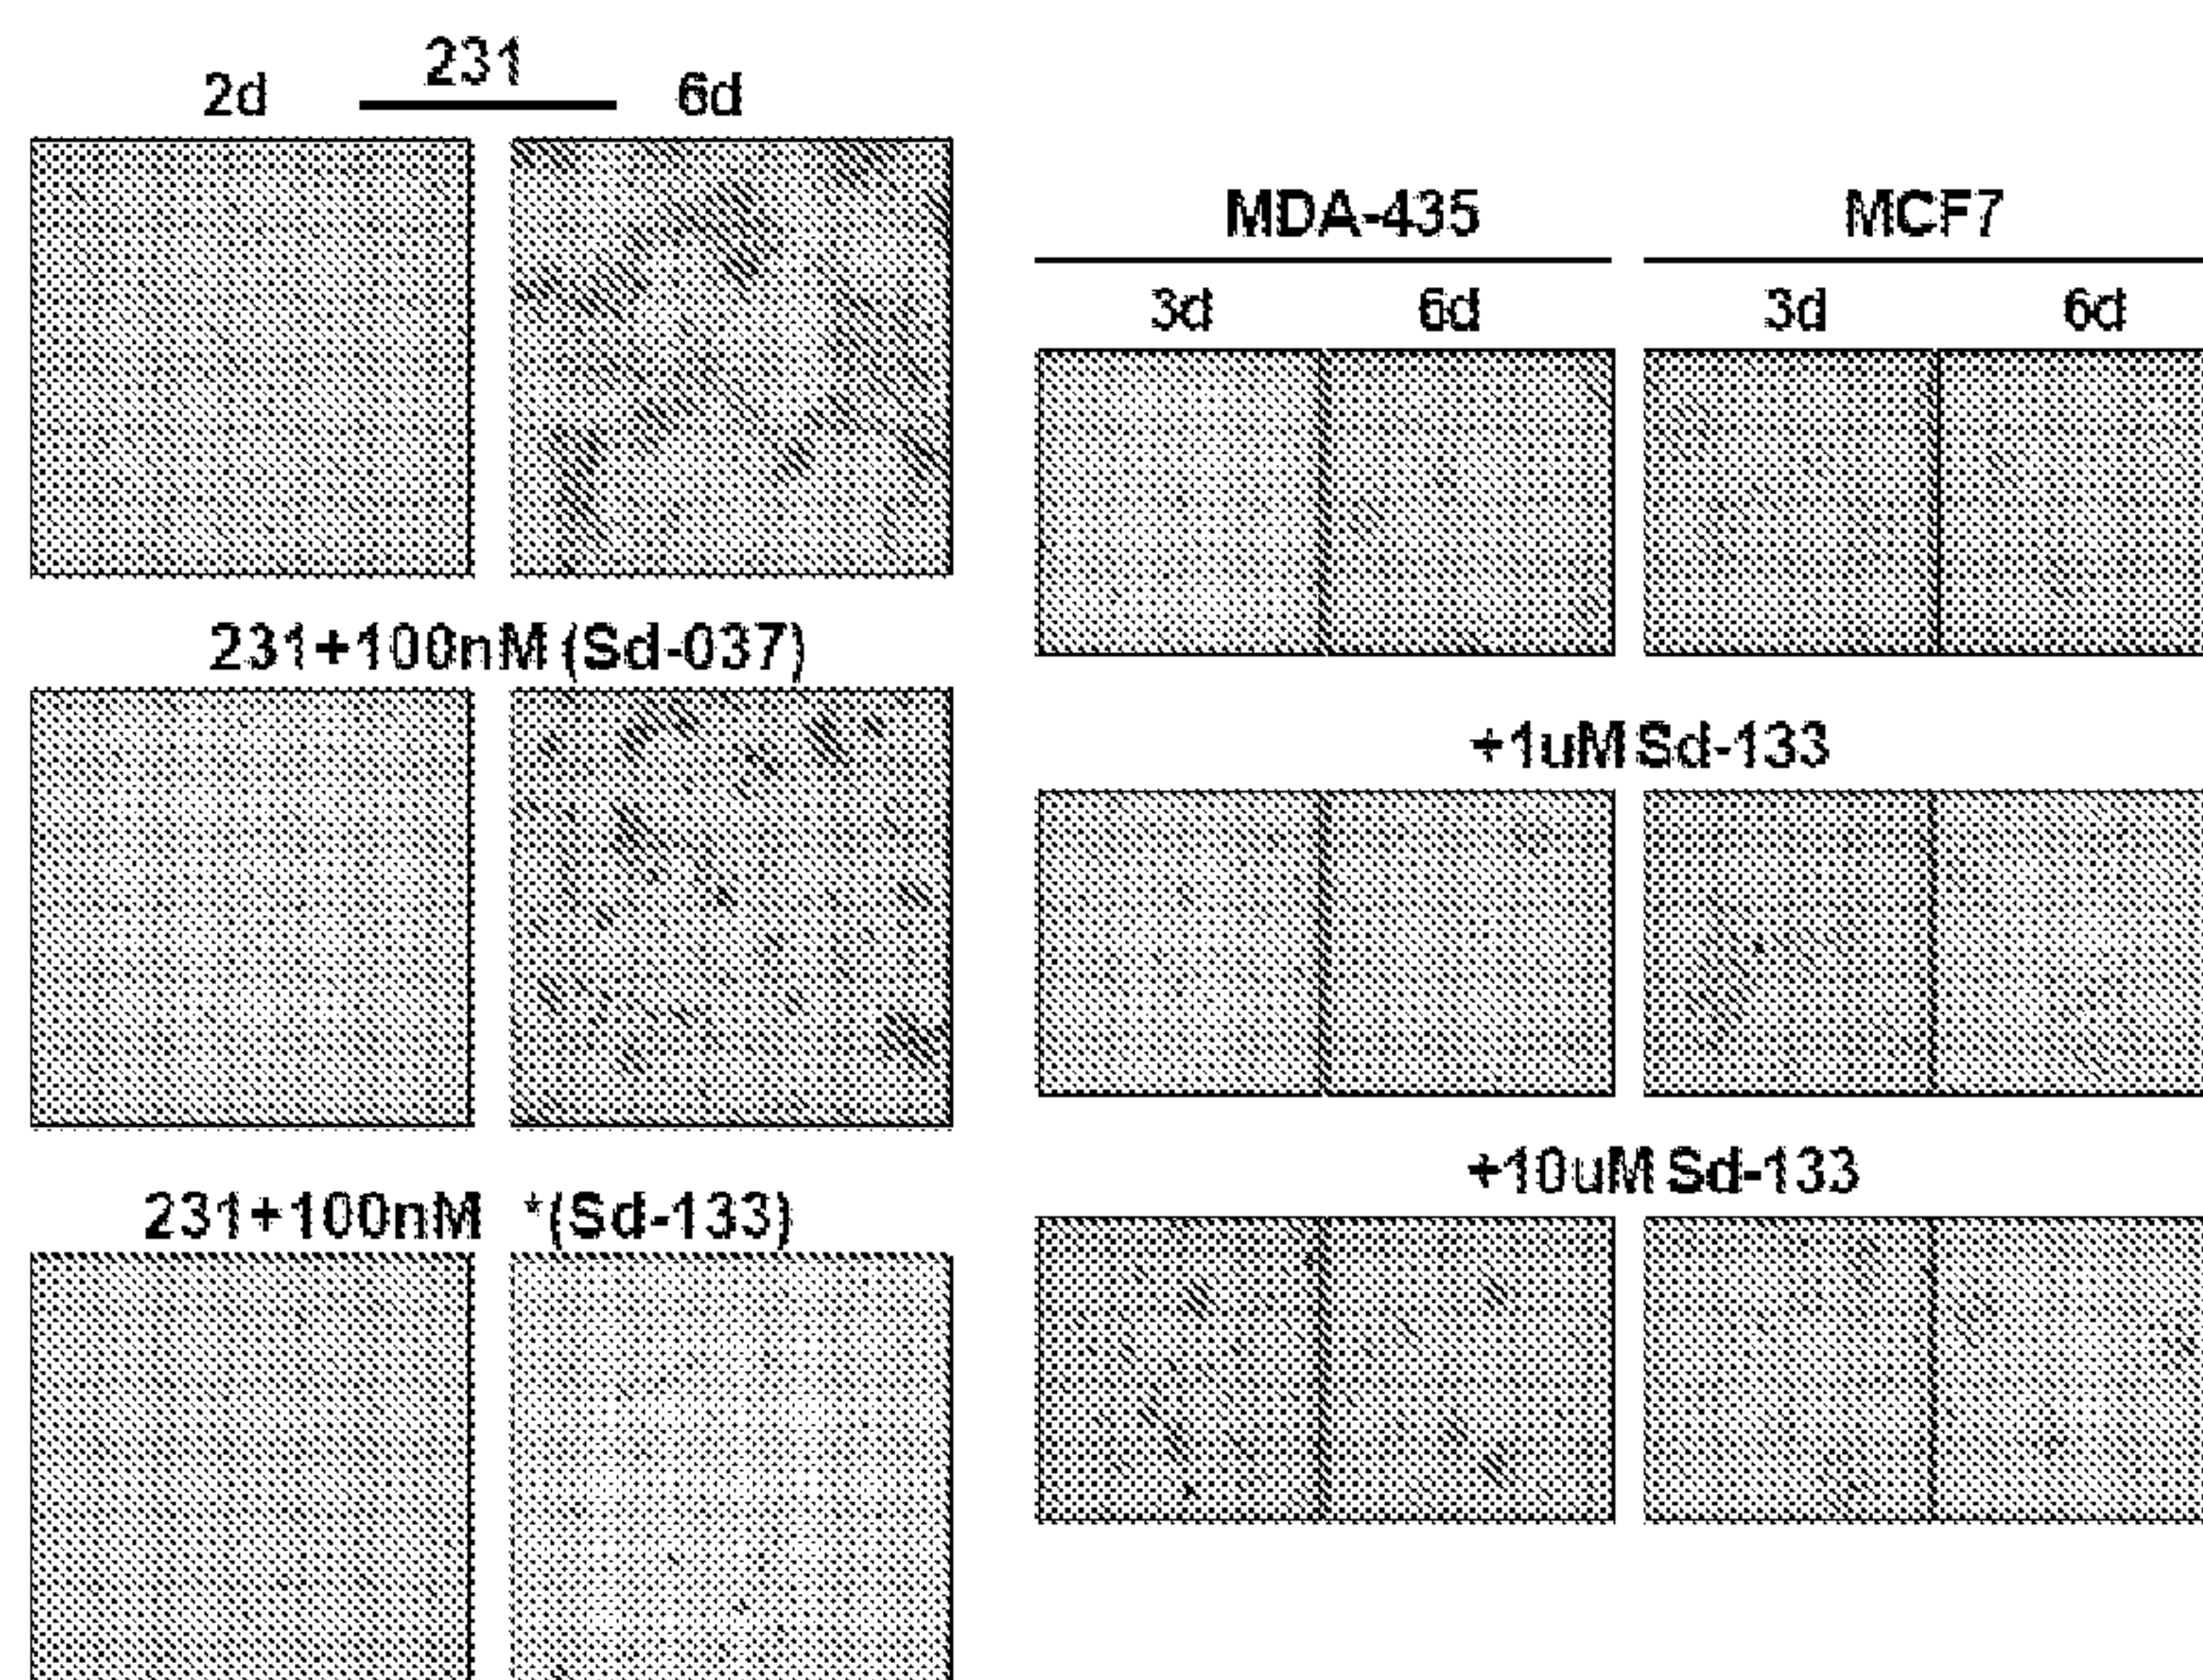 231
2d 6d
231+100nM (Sd-037)
231+100nM *(Sd-133)
MDA-435 MCF7
3d 6d 3d 6d
+1uM Sd-133
+10uM Sd-133